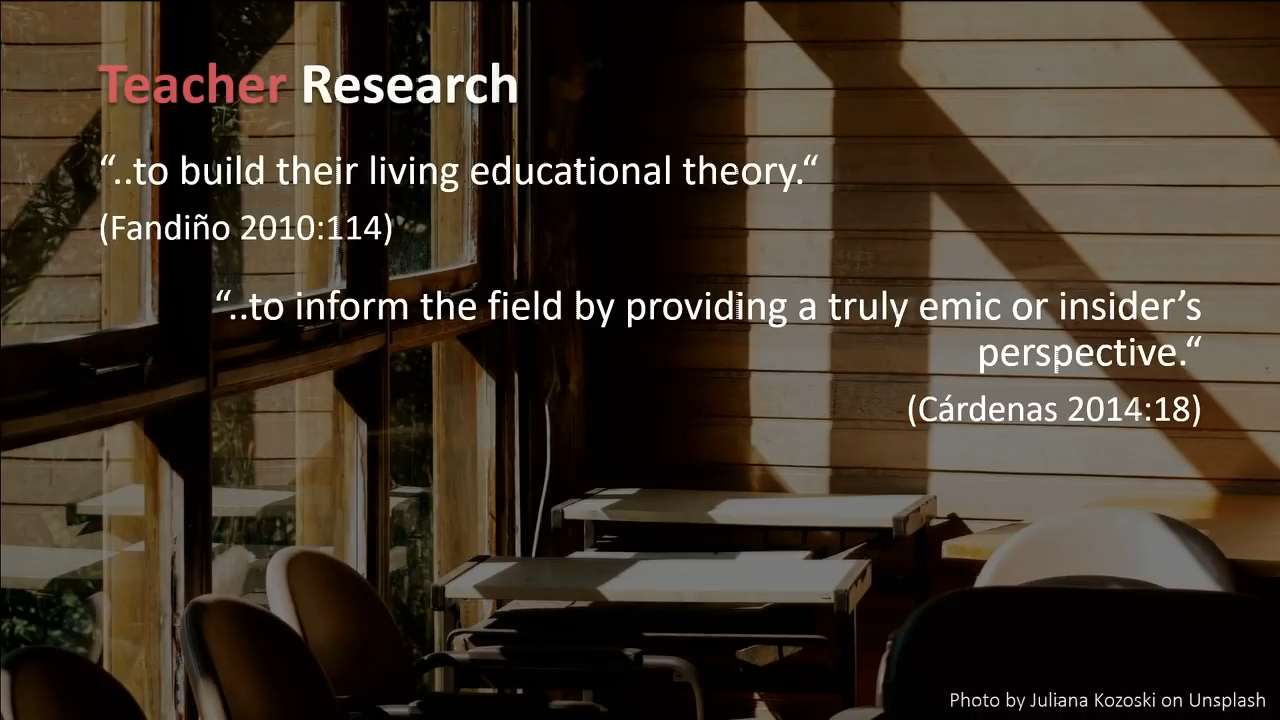 Teacher Research
“..to build their living educational theory.“
(Fandiño 2010:114)
“..to inform the field by providing a truly emic or insider’s
perspective.“
(Cárdenas 2014:18)
Photo by Juliana Kozoski on Unsplash